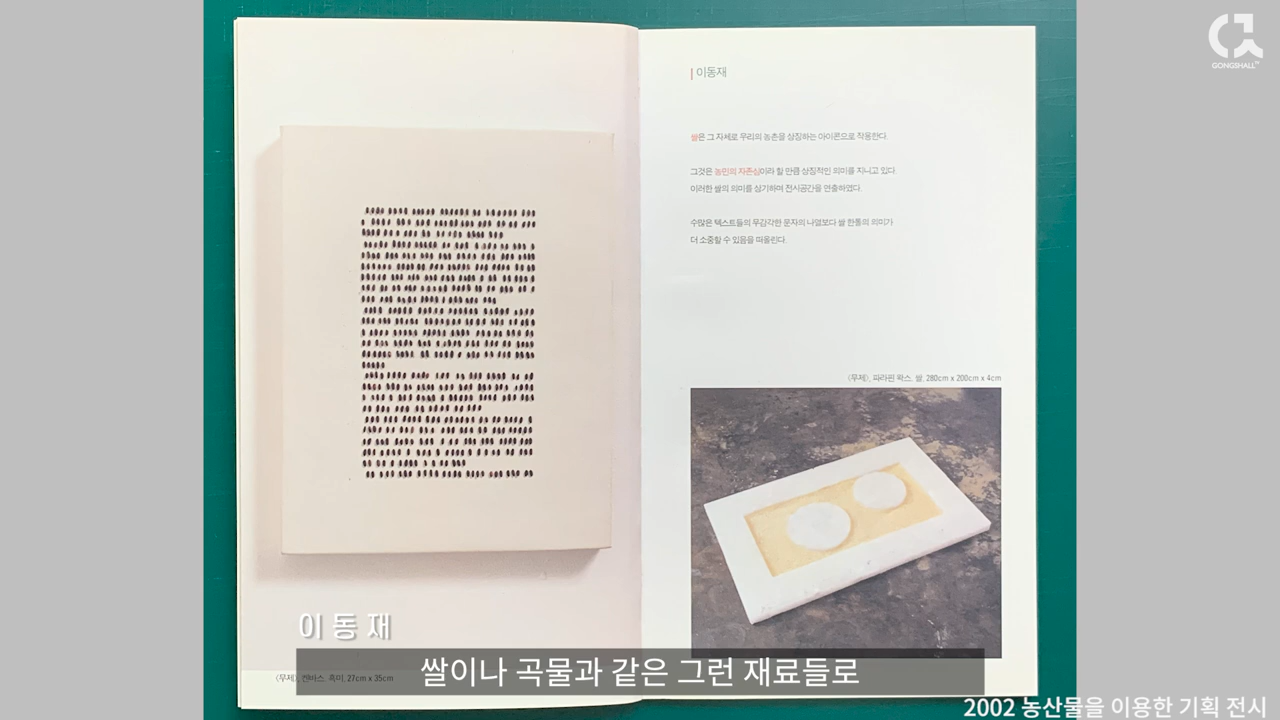 GONGSHALL
이동재
쌀은 그 자체로 우리의 농촌을 상징하는 아이콘으로 작용한다.
그것은 농민의 자존심이라 할 만큼 상징적인 의미를 지니고 있다.
이러한 쌀의 의미를 상기하며 전시공간을 연출하였다.
수많은 텍스트들의 무감각한 문자의 나열보다 쌀 한톨의 의미가
더 소중할 수 있음을 떠올린다.
〈무제〉, 파라핀 왁스, 쌀, 280cm x 200cm x 4cm
이동재
〈무제〉, 캔버스, 흑미, 27cm x 35cm
쌀이나 곡물과 같은 그런 재료들로
2002 농산물을 이용한 기획 전시